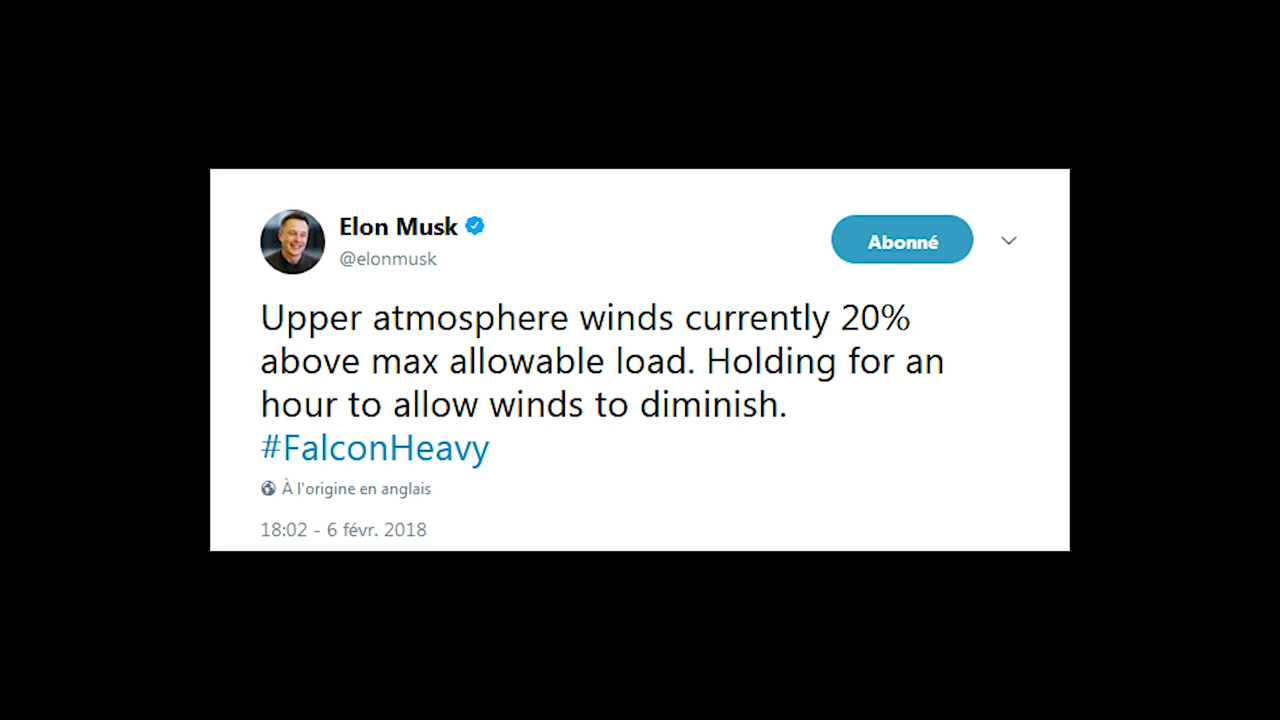 Elon Musk
@elonmusk
Abonné
Upper atmosphere winds currently 20%
above max allowable load. Holding for an
hour to allow winds to diminish.
#FalconHeavy
À l'origine en anglais
18:02 - 6 févr. 2018